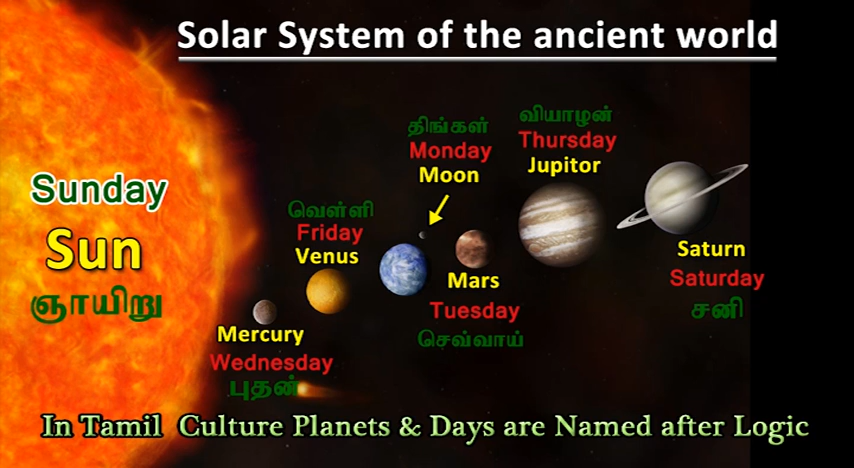 Solar System of the ancient world
Sunday
Sun
ஞாயிறு
Mercury
Wednesday
புதன்
வெள்ளி
Friday
Venus
திங்கள்
Monday
Moon
Mars
Tuesday
செவ்வாய்
வியாழன்
Thursday
Jupitor
Saturn
Saturday
சனி
In Tamil Culture Planets & Days are Named after Logic